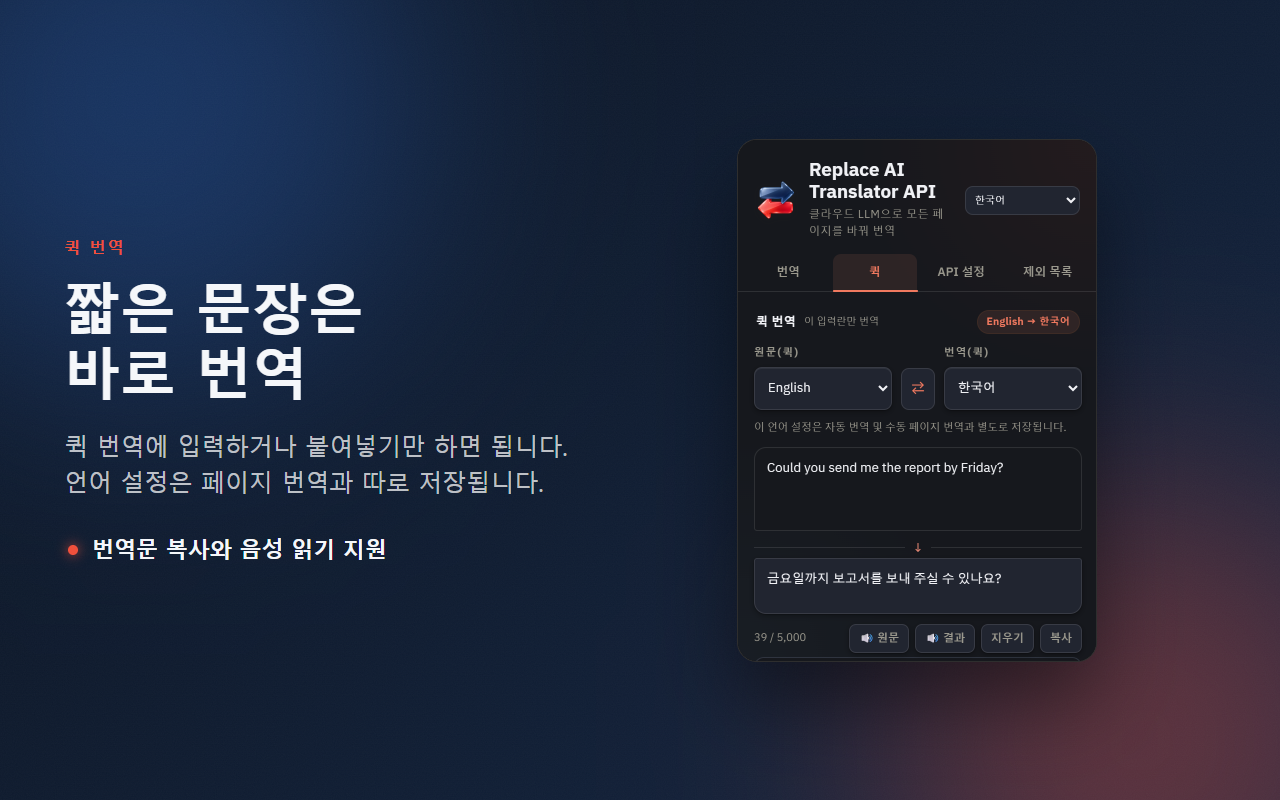 퀵 번역
짧은 문장은
바로 번역
퀵 번역에 입력하거나 붙여넣기만 하면 됩니다.
언어 설정은 페이지 번역과 따로 저장됩니다.
번역문 복사와 음성 읽기 지원
Replace AI
Translator API
클라우드 LLM으로 모든 페
이지를 바꿔 번역
한국어
번역 퀵 API 설정 제외 목록
퀵 번역 이 입력란만 번역 English → 한국어
원문(퀵) 번역(퀵)
English ⇄ 한국어
이 언어 설정은 자동 번역 및 수동 페이지 번역과 별도로 저장됩니다.
Could you send me the report by Friday?
↓
금요일까지 보고서를 보내 주실 수 있나요?
39 / 5,000 🔊 원문 🔊 결과 지우기 복사